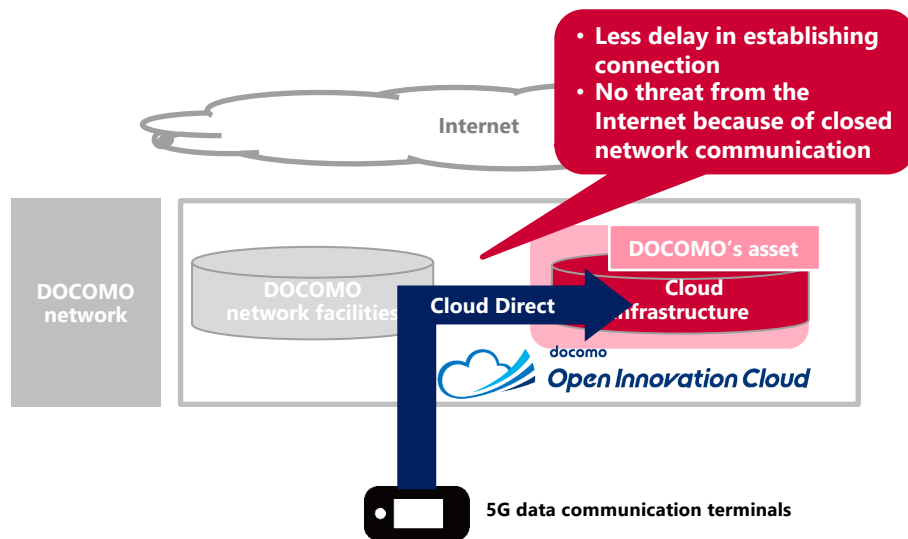 • Less delay in establishing
connection
• No threat from the
Internet because of closed
network communication
Internet
DOCOMO
network
DOCOMO
network facilities
DOCOMO's asset
Cloud
nfrastructure
Cloud Direct
docomo
Open Innovation Cloud
5G data communication terminals